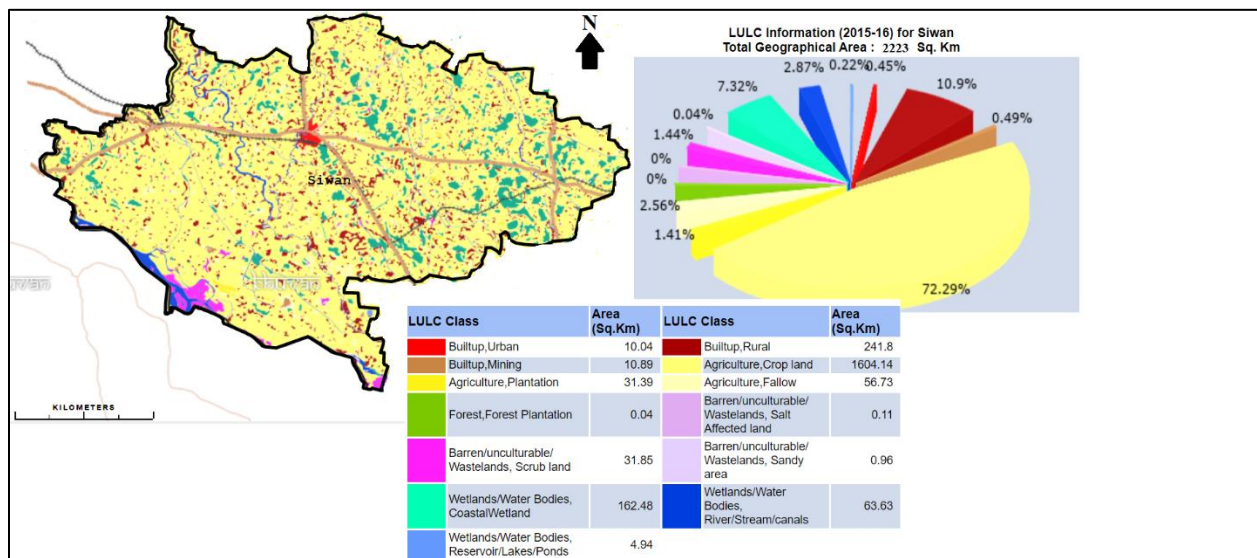 N
LULC Information (2015-16) for Siwan
Total Geographical Area : 2223 Sq. Km
Siwan
KILOMETERS
2.87%
0.22%
0.45%
7.32%
10.9%
0.04%
0.49%
1.44%
0%
0%
2.56%
1.41%
72.29%
LULC Class Area (Sq.Km) LULC Class Area (Sq.Km)
Builtup,Urban 10.04 Builtup,Rural 241.8
Builtup,Mining 10.89 Agriculture,Crop land 1604.14
Agriculture,Plantation 31.39 Agriculture,Fallow 56.73
Forest,Forest Plantation 0.04 Barren/unculturable/ Wastelands, Salt Affected land 0.11
Barren/unculturable/ Wastelands, Scrub land 31.85 Barren/unculturable/ Wastelands, Sandy area 0.96
Wetlands/Water Bodies, CoastalWetland 162.48 Wetlands/Water Bodies, River/Stream/canals 63.63
Wetlands/Water Bodies, Reservoir/Lakes/Ponds 4.94